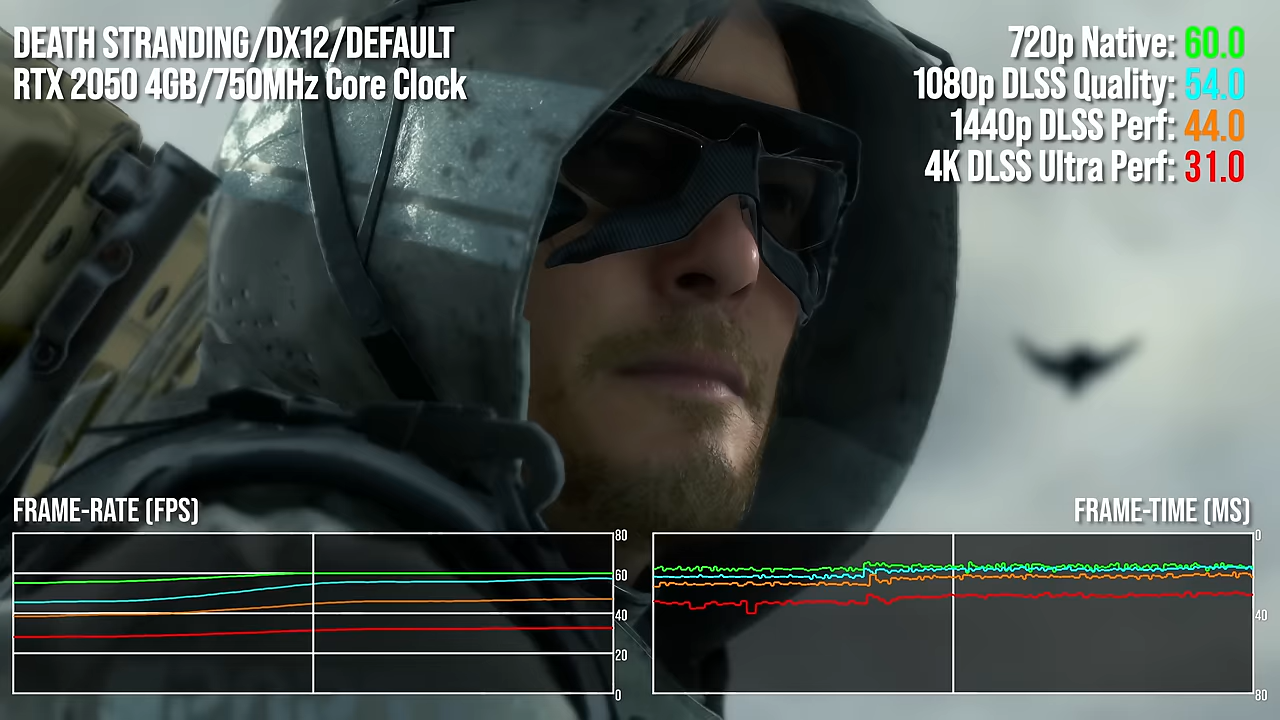 DEATH STRANDING/DX12/DEFAULT
RTX 2050 4GB/750MHz Core Clock
720p Native: 60.0
1080p DLSS Quality: 54.0
1440p DLSS Perf: 44.0
4K DLSS Ultra Perf: 31.0
FRAME-RATE (FPS)
80
60
40
20
0
FRAME-TIME (MS)
0
40
80